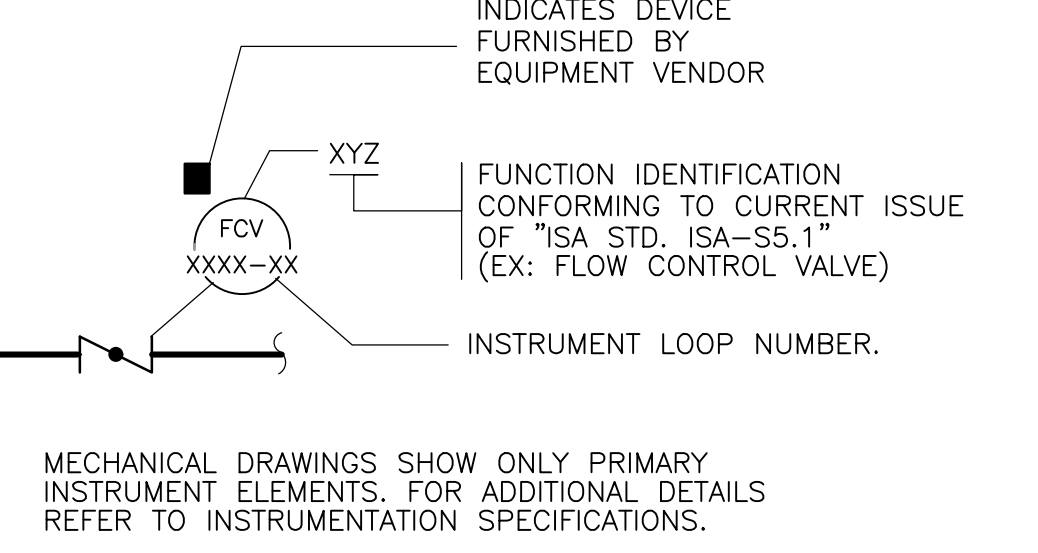 INDICATES DEVICE
FURNISHED BY
EQUIPMENT VENDOR
XYZ
FUNCTION IDENTIFICATION
CONFORMING TO CURRENT ISSUE
OF "ISA STD. ISA-S5.1"
(EX: FLOW CONTROL VALVE)
FCV
XXXX-XX
INSTRUMENT LOOP NUMBER.
MECHANICAL DRAWINGS SHOW ONLY PRIMARY
INSTRUMENT ELEMENTS. FOR ADDITIONAL DETAILS
REFER TO INSTRUMENTATION SPECIFICATIONS.